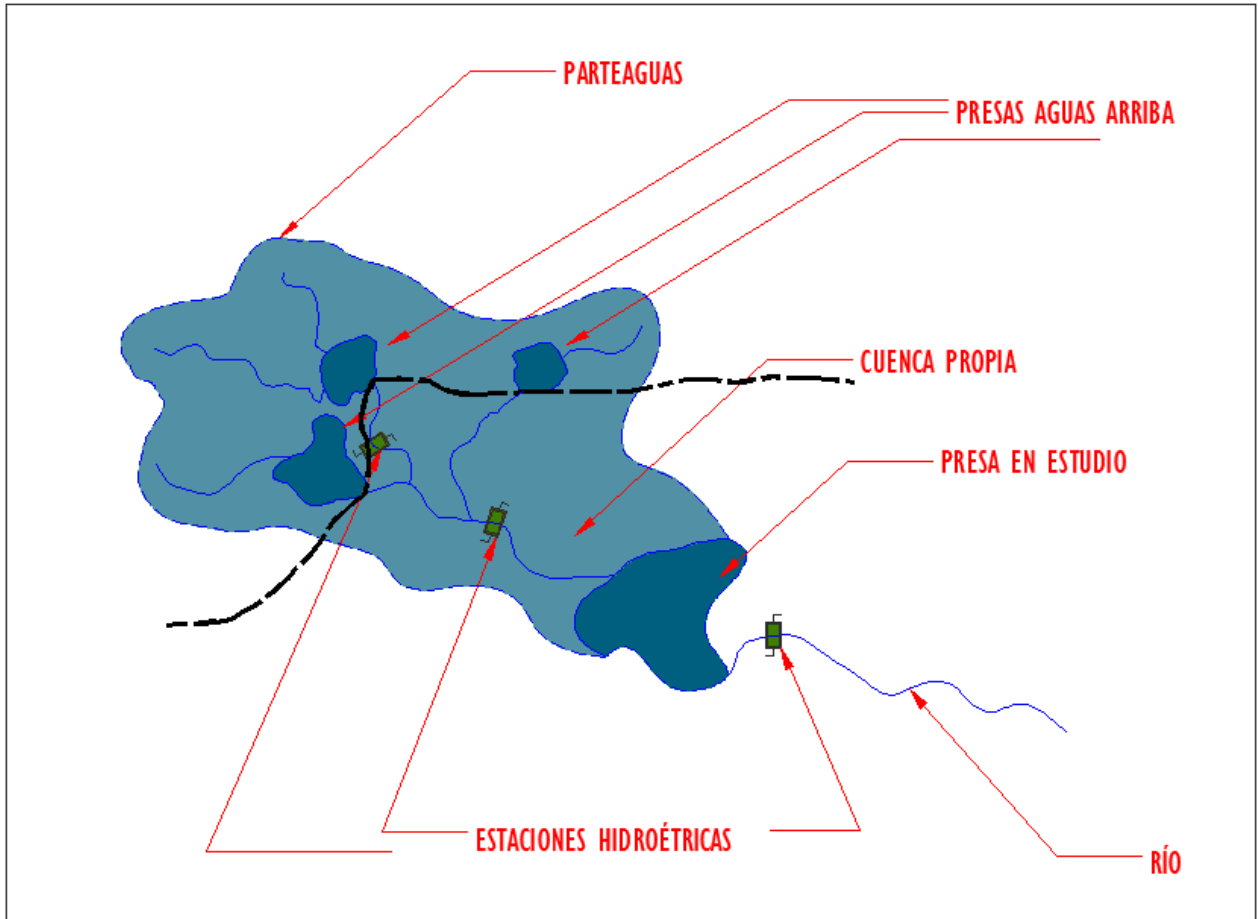 PARTEAGUAS
PRESAS AGUAS ARRIBA
CUENCA PROPIA
PRESA EN ESTUDIO
ESTACIONES HIDROÉTRICAS
RÍO